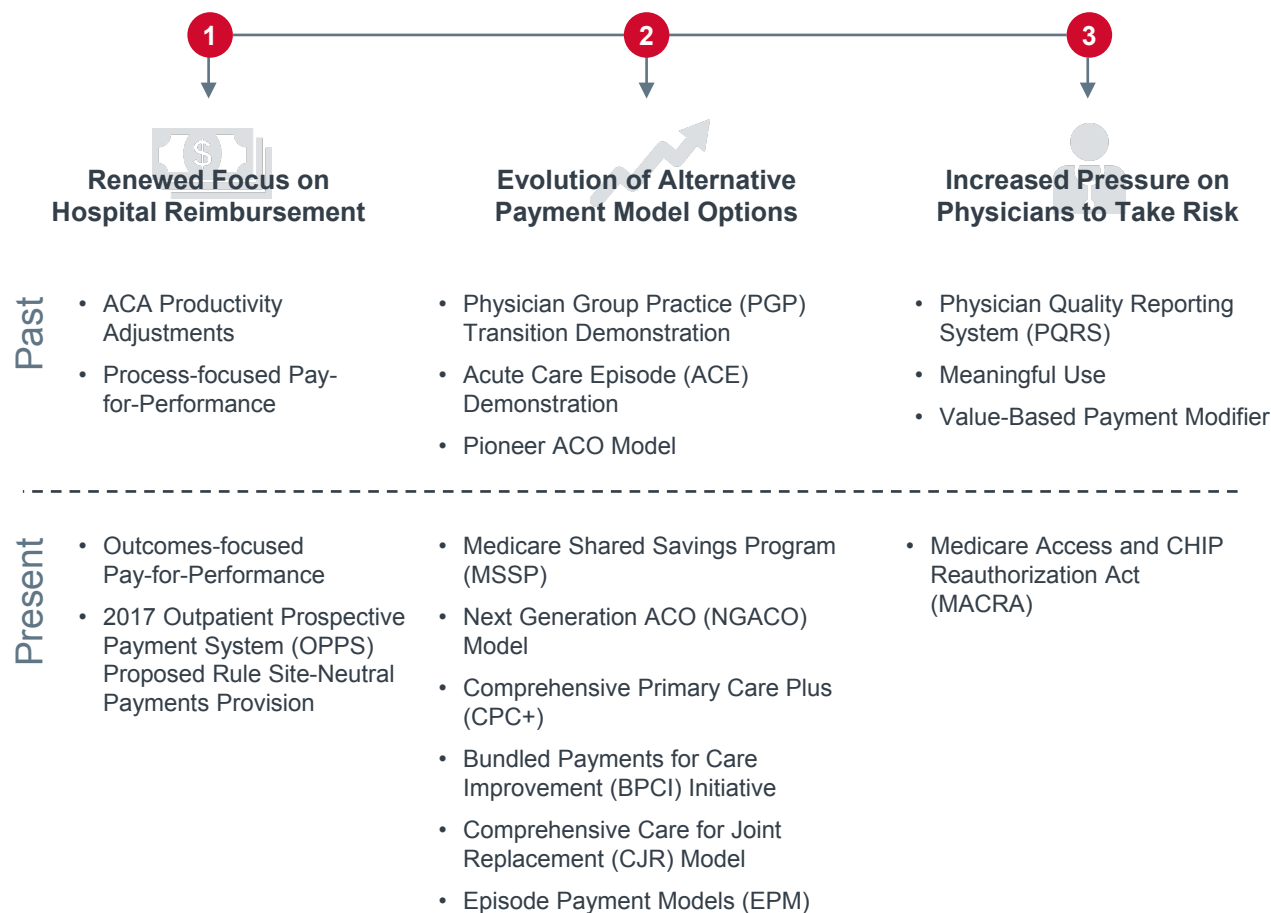 1
2
3
$
Renewed Focus on
Hospital Reimbursement
Evolution of Alternative
Payment Model Options
Increased Pressure on
Physicians to Take Risk
Past
• ACA Productivity
Adjustments
• Process-focused Pay-
for-Performance
• Physician Group Practice (PGP)
Transition Demonstration
• Acute Care Episode (ACE)
Demonstration
• Pioneer ACO Model
• Physician Quality Reporting
System (PQRS)
• Meaningful Use
• Value-Based Payment Modifier
Present
• Outcomes-focused
Pay-for-Performance
• 2017 Outpatient Prospective
Payment System (OPPS)
Proposed Rule Site-Neutral
Payments Provision
• Medicare Shared Savings Program
(MSSP)
• Next Generation ACO (NGACO)
Model
• Comprehensive Primary Care Plus
(CPC+)
• Bundled Payments for Care
Improvement (BPCI) Initiative
• Comprehensive Care for Joint
Replacement (CJR) Model
• Episode Payment Models (EPM)
• Medicare Access and CHIP
Reauthorization Act
(MACRA)